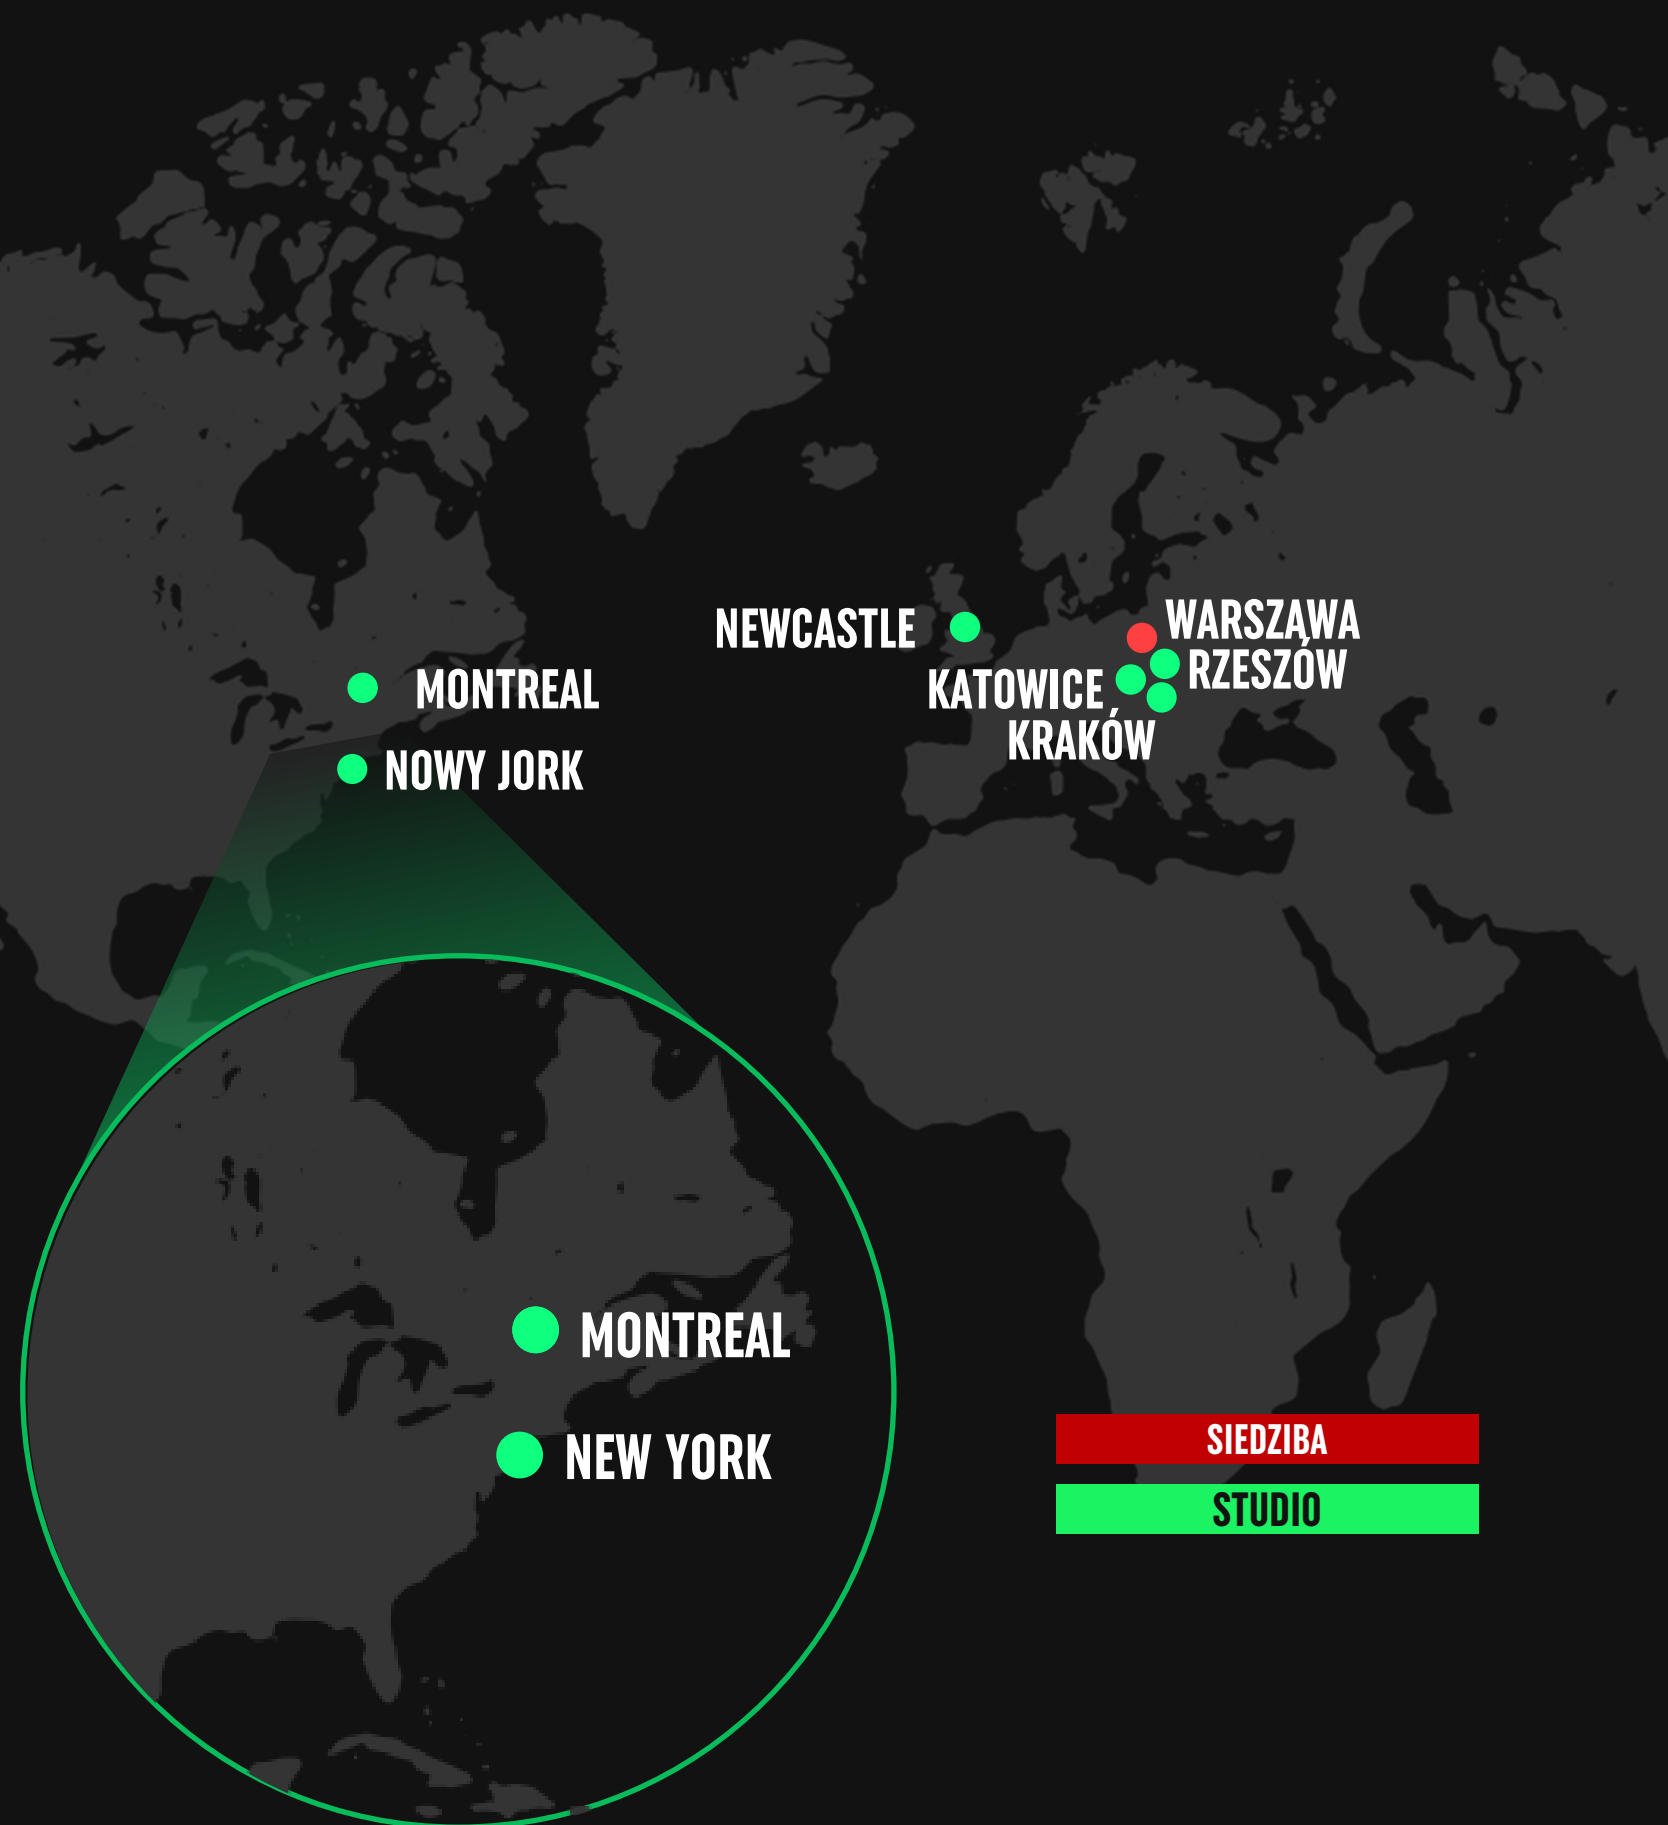 NEWCASTLE
WARSZAWA
RZESZÓW
KATOWICE
KRAKÓW
MONTREAL
NOWY JORK
MONTREAL
NEW YORK
SIEDZIBA
STUDIO